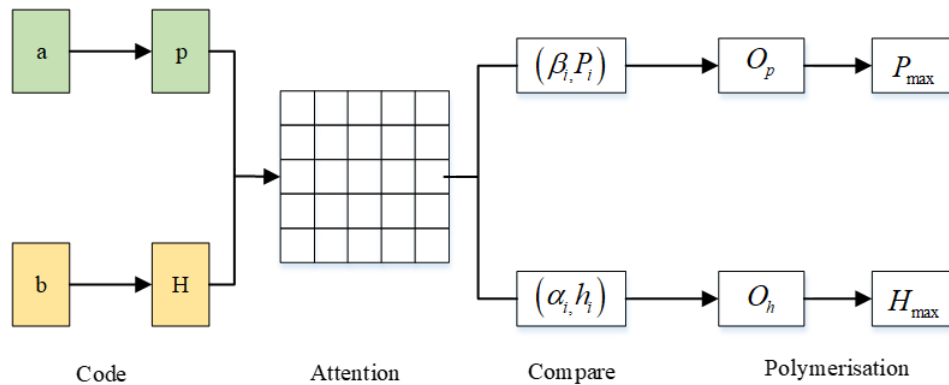 a
p
(β_i, P_i)
O_p
P_max
b
H
(α_i, h_i)
O_h
H_max
Code
Attention
Compare
Polymerisation